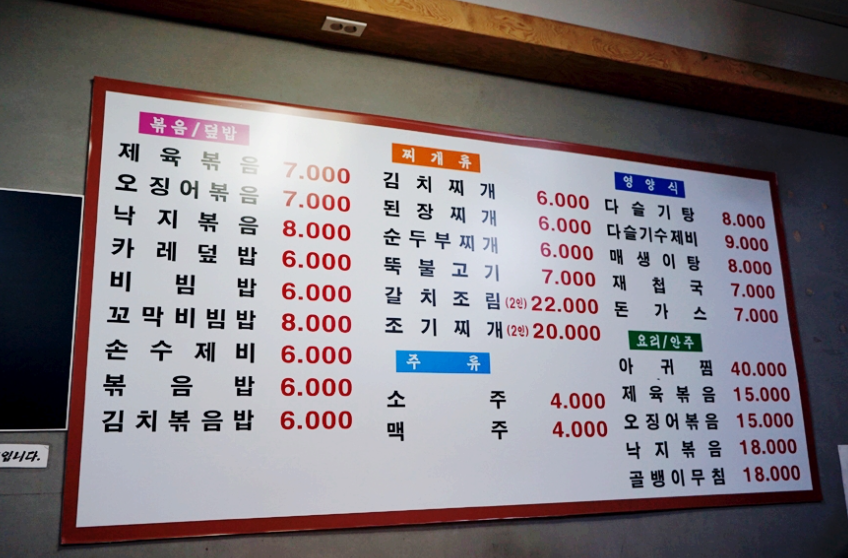 볶음/덮밥
제육볶음 7.000
오징어볶음 7.000
낙지볶음 8.000
카레덮밥 6.000
비빔밥 6.000
꼬막비빔밥 8.000
손수제비 6.000
볶음밥 6.000
김치볶음밥 6.000
찌개류
김치찌개 6.000
된장찌개 6.000
순두부찌개 6.000
뚝불고기 7.000
갈치조림(2인) 22.000
조기찌개(2인) 20.000
주류
소주 4.000
맥주 4.000
영양식
다슬기탕 8.000
다슬기수제비 9.000
매생이탕 8.000
재첩국 7.000
돈가스 7.000
요리/안주
아귀찜 40.000
제육볶음 15.000
오징어볶음 15.000
낙지볶음 18.000
골뱅이무침 18.000
입니다.